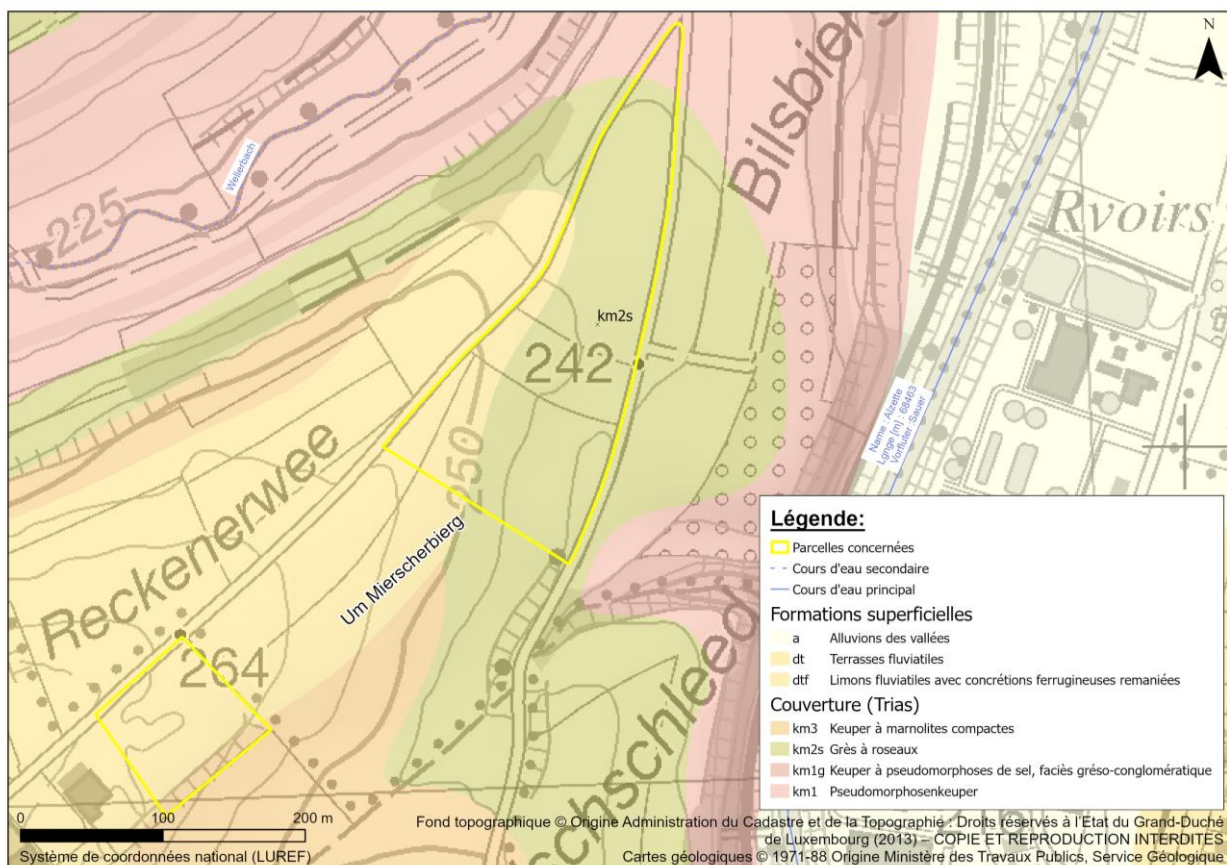 N
Bilsbierg
Rvoirs
Wellerbach
225
km2s
242
Name : Alzette
Lgnge [m] : 68463
Vorfluter :Sauer
250
Reckenerwee
Um Mierscherbierg
264
schschleed
Légende:
Parcelles concernées
Cours d'eau secondaire
Cours d'eau principal
Formations superficielles
a Alluvions des vallées
dt Terrasses fluviatiles
dtf Limons fluviatiles avec concrétions ferrugineuses remaniées
Couverture (Trias)
km3 Keuper à marnolites compactes
km2s Grès à roseaux
km1g Keuper à pseudomorphoses de sel, faciès gréso-conglomératique
km1 Pseudomorphosenkeuper
0 100 200 m
Système de coordonnées national (LUREF)
Fond topographique © Origine Administration du Cadastre et de la Topographie : Droits réservés à l'Etat du Grand-Duché
de Luxembourg (2013) - COPIE ET REPRODUCTION INTERDITES
Cartes géologiques © 1971-88 Origine Ministère des Travaux Publics, Service Géologique